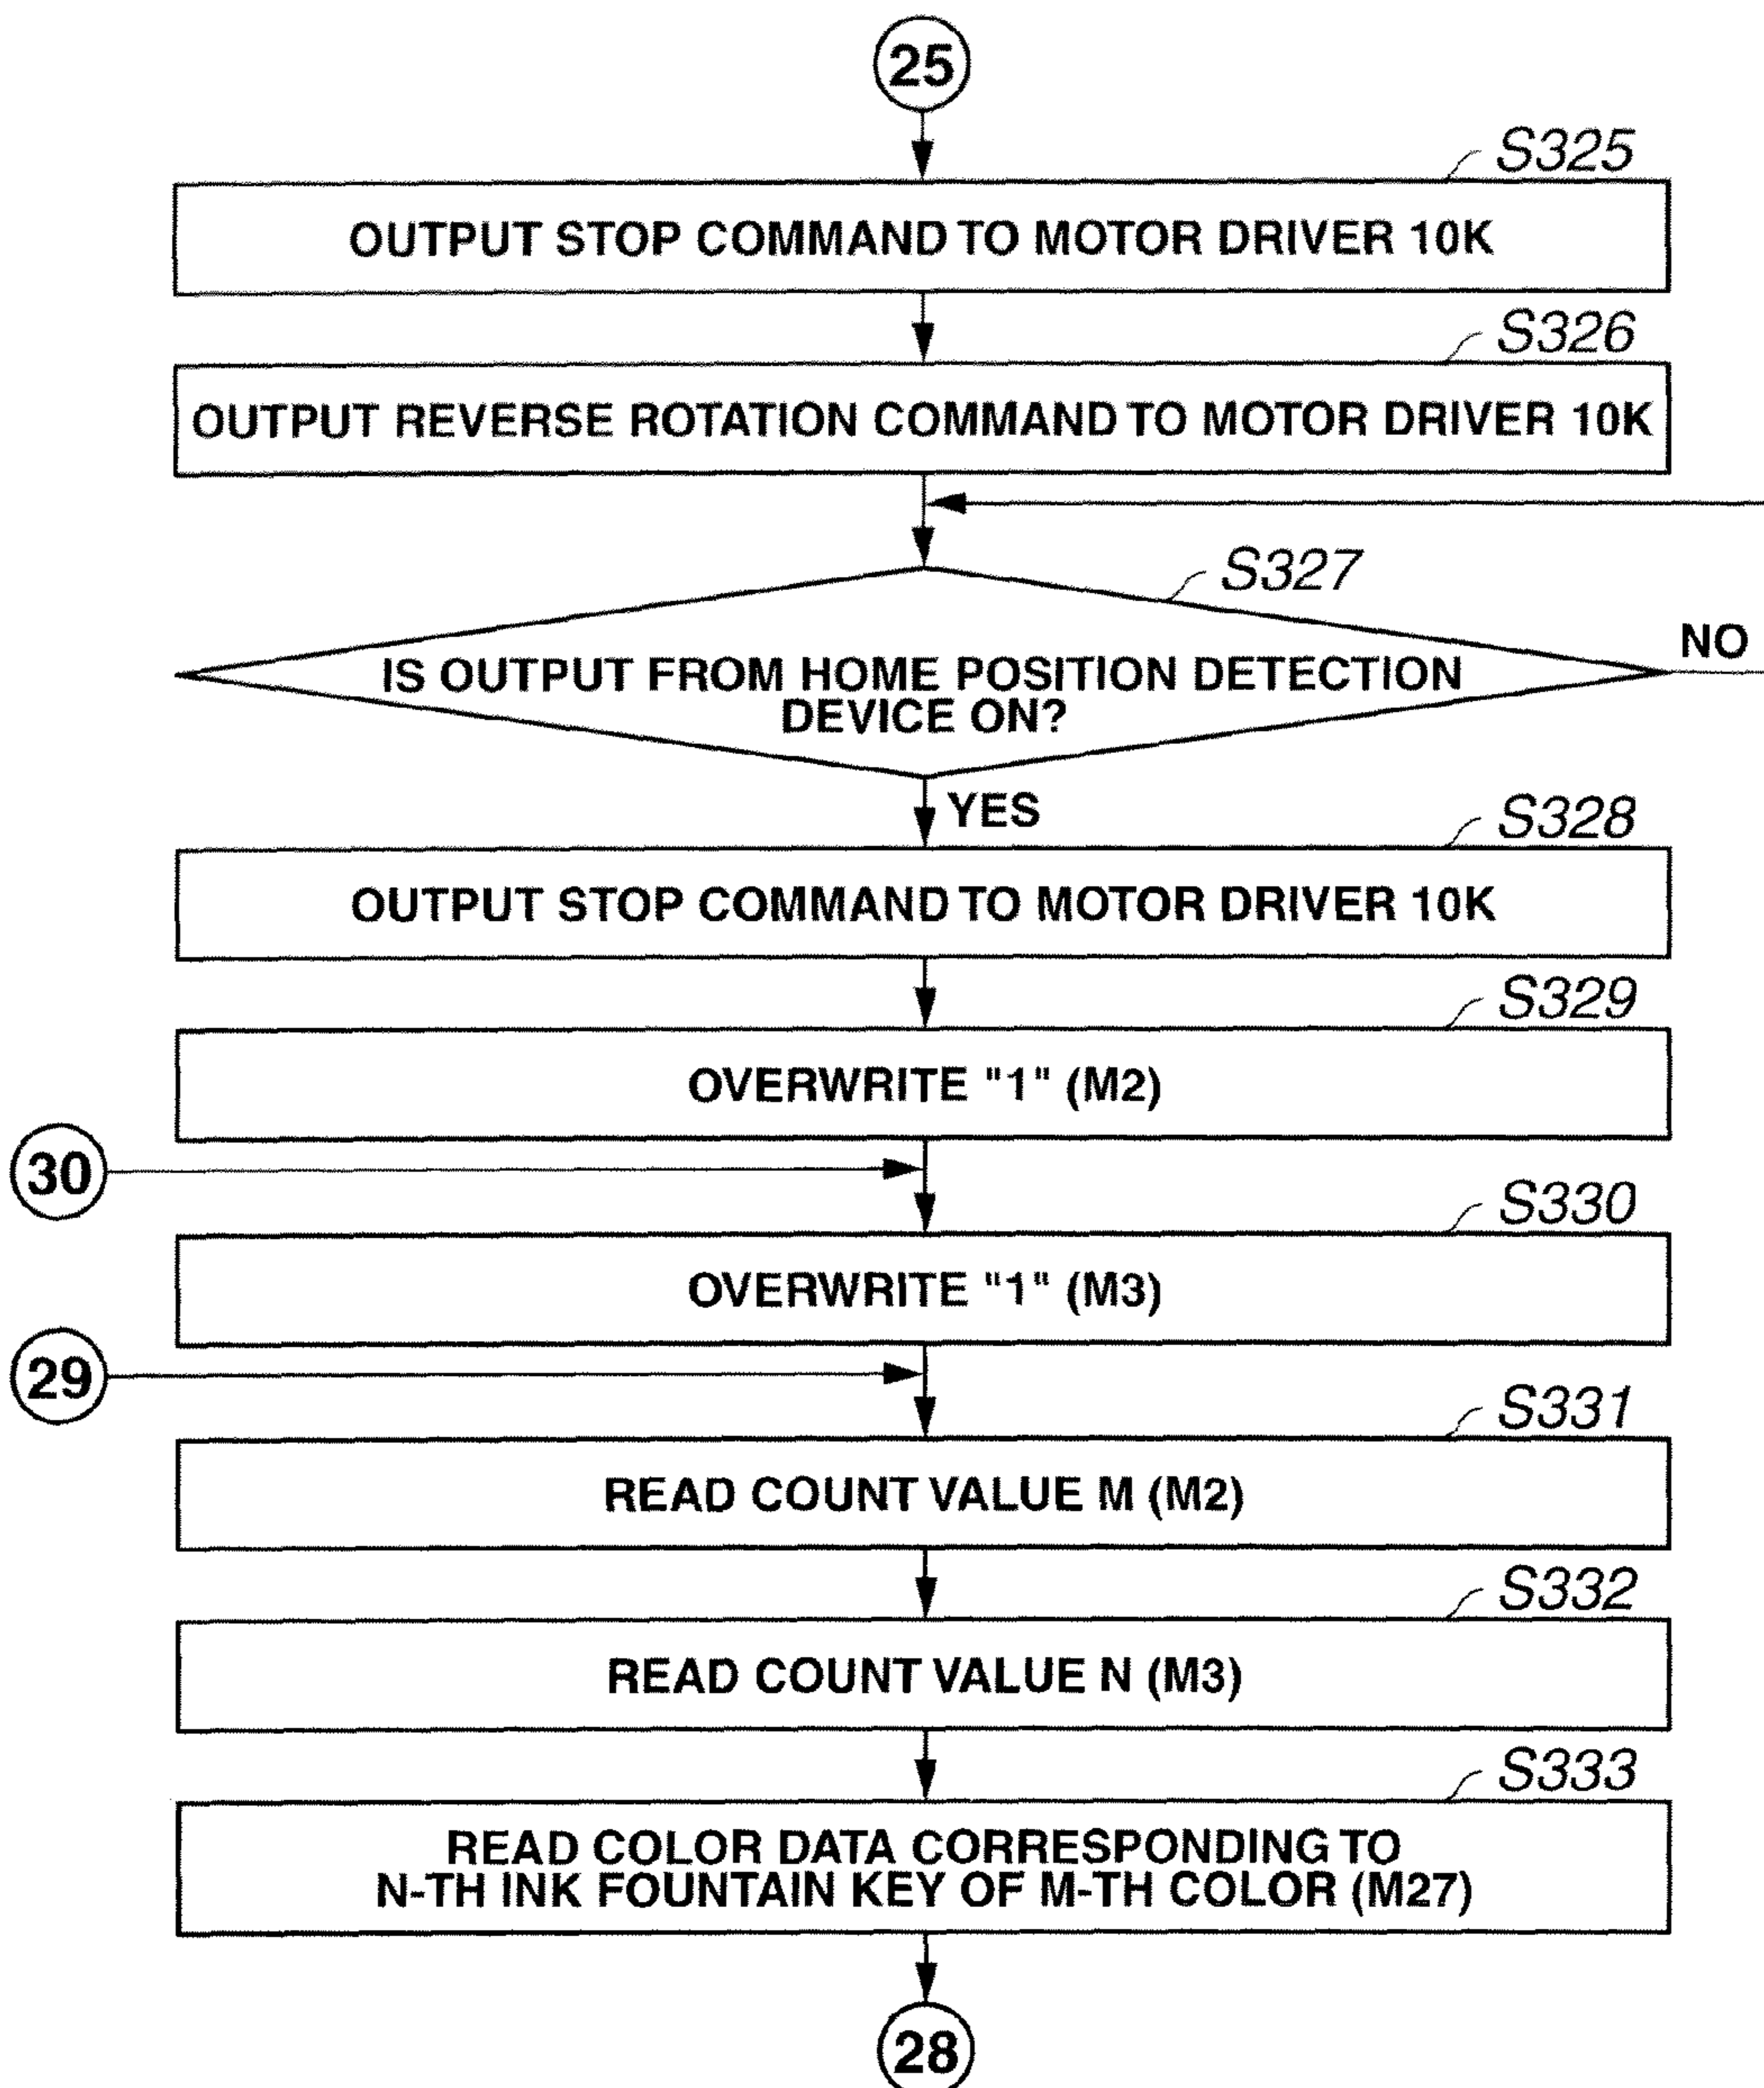 25
S325
OUTPUT STOP COMMAND TO MOTOR DRIVER 10K
S326
OUTPUT REVERSE ROTATION COMMAND TO MOTOR DRIVER 10K
S327
NO
IS OUTPUT FROM HOME POSITION DETECTION
DEVICE ON?
YES
S328
OUTPUT STOP COMMAND TO MOTOR DRIVER 10K
S329
OVERWRITE "1" (M2)
30
S330
OVERWRITE "1" (M3)
29
S331
READ COUNT VALUE M (M2)
S332
READ COUNT VALUE N (M3)
S333
READ COLOR DATA CORRESPONDING TO
N-TH INK FOUNTAIN KEY OF M-TH COLOR (M27)
28